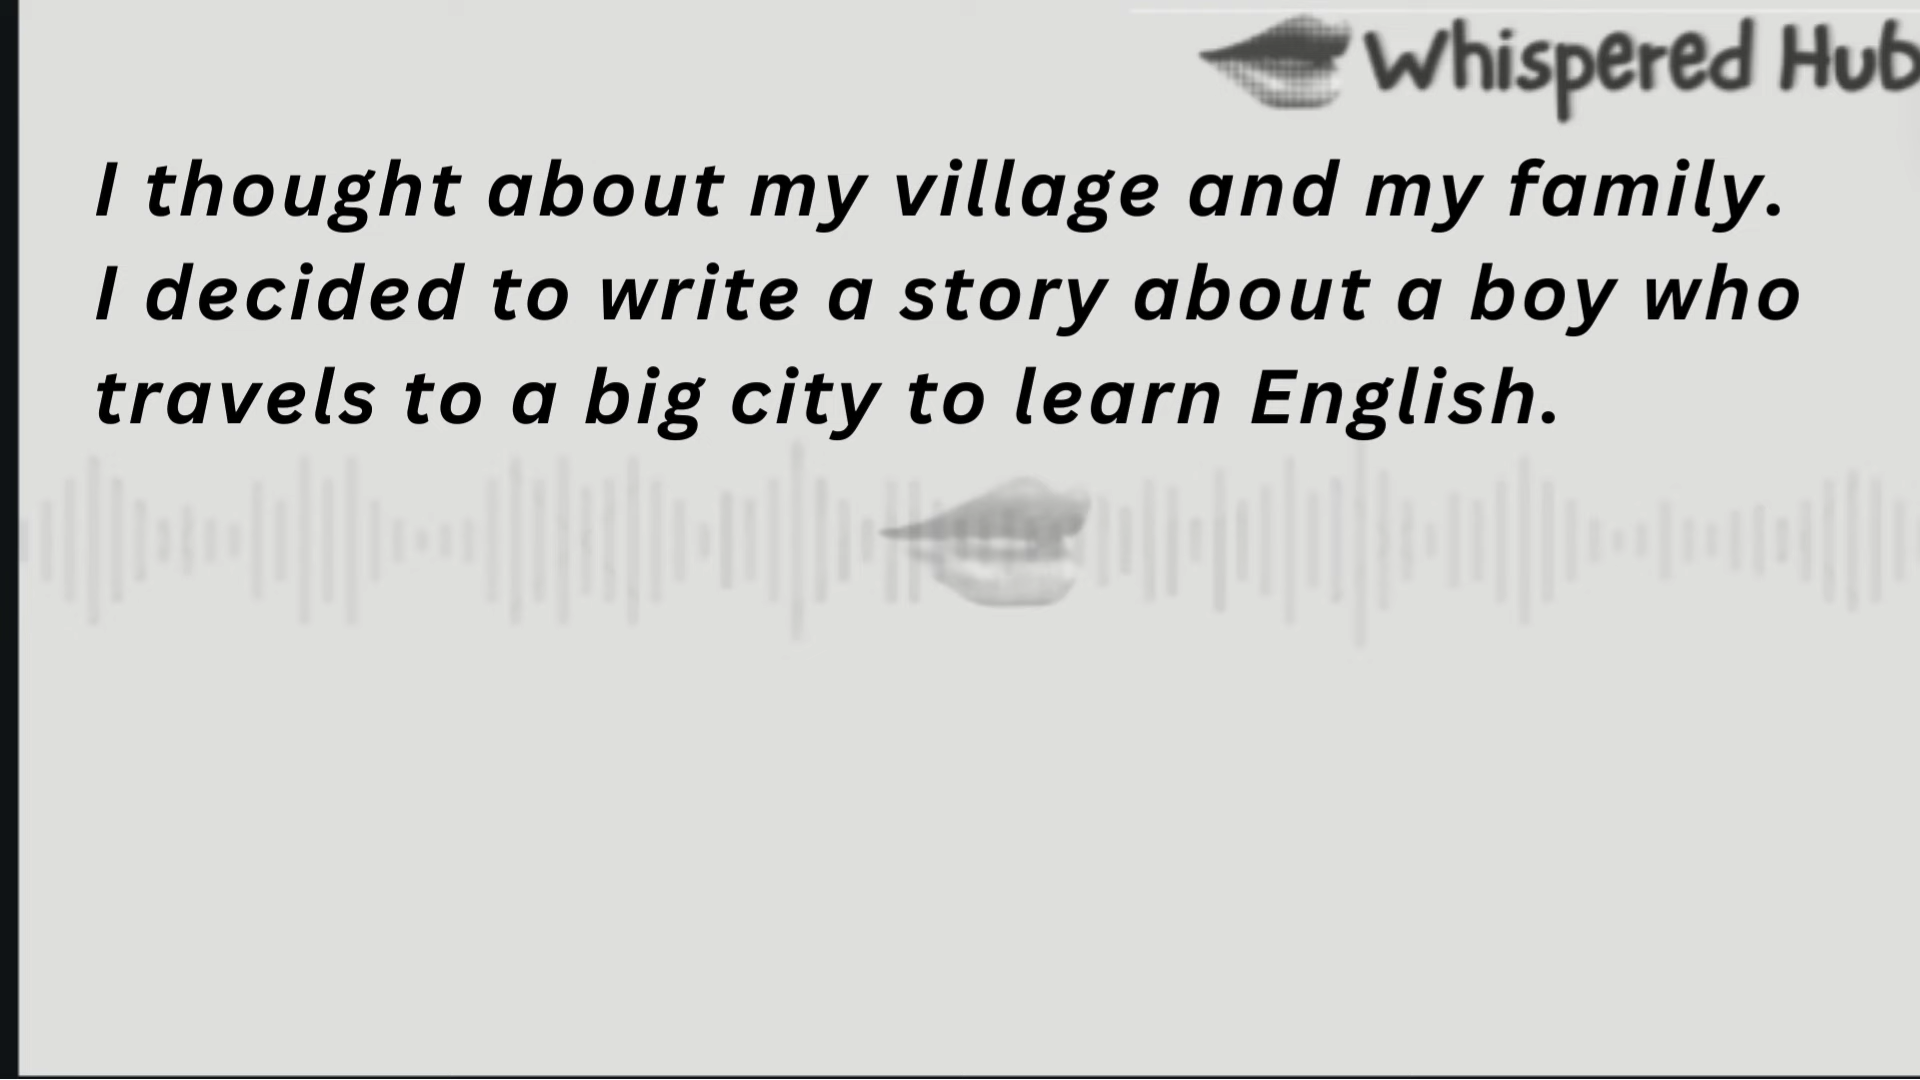 Whispered Hub
I thought about my village and my family.
I decided to write a story about a boy who
travels to a big city to learn English.